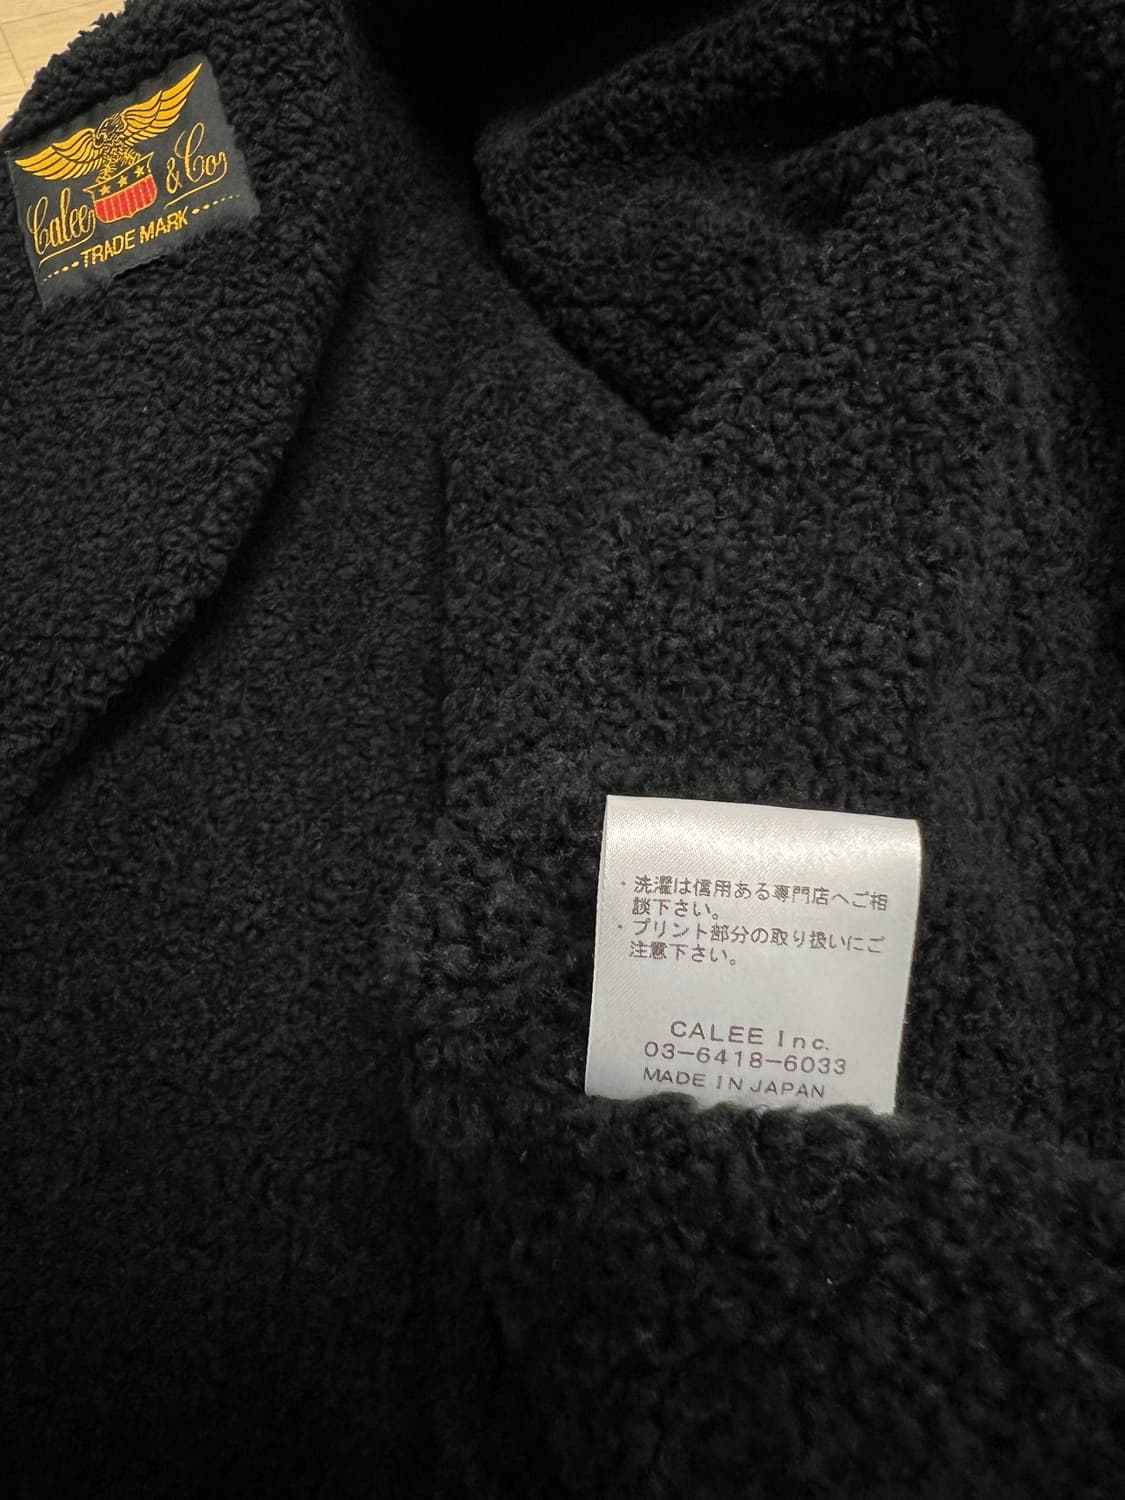 Calee & Co,
TRADE MARK
・洗濯は信用ある専門店へご相
談下さい。
・プリント部分の取り扱いにご
注意下さい。
CALEE Inc.
03-6418-6033
MADE IN JAPAN